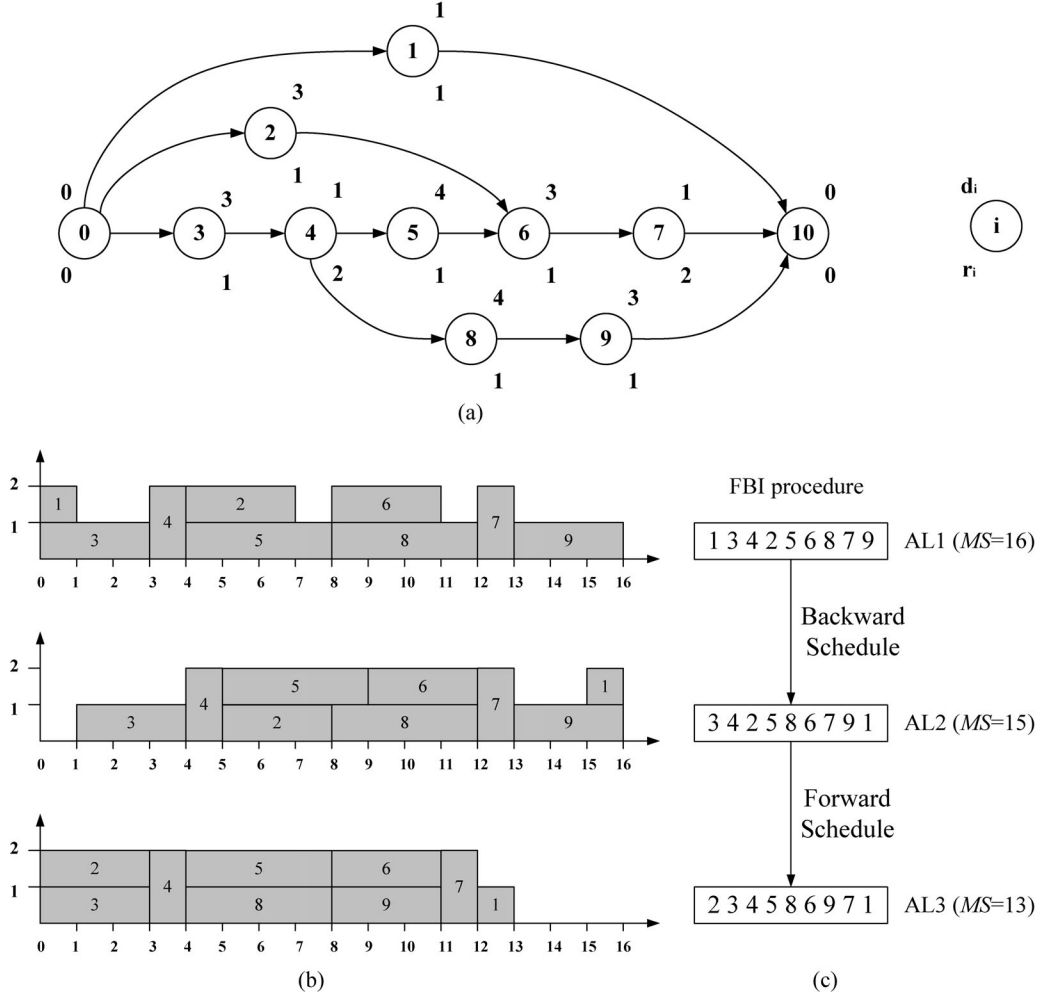 1
1
1
3
2
1
0
0
0
3
3
1
1
4
2
4
5
1
3
6
1
1
7
2
0
10
0
dᵢ
i
rᵢ
4
8
1
3
9
1
(a)
2
1
1 3 4 2 5 6 8 7 9
0 1 2 3 4 5 6 7 8 9 10 11 12 13 14 15 16
FBI procedure
1 3 4 2 5 6 8 7 9 AL1 (MS=16)
Backward
Schedule
2
1
3 4 5 2 6 8 7 9 1
0 1 2 3 4 5 6 7 8 9 10 11 12 13 14 15 16
3 4 2 5 8 6 7 9 1 AL2 (MS=15)
Forward
Schedule
2
1
2 3 4 5 8 6 9 7 1
0 1 2 3 4 5 6 7 8 9 10 11 12 13 14 15 16
2 3 4 5 8 6 9 7 1 AL3 (MS=13)
(b)
(c)